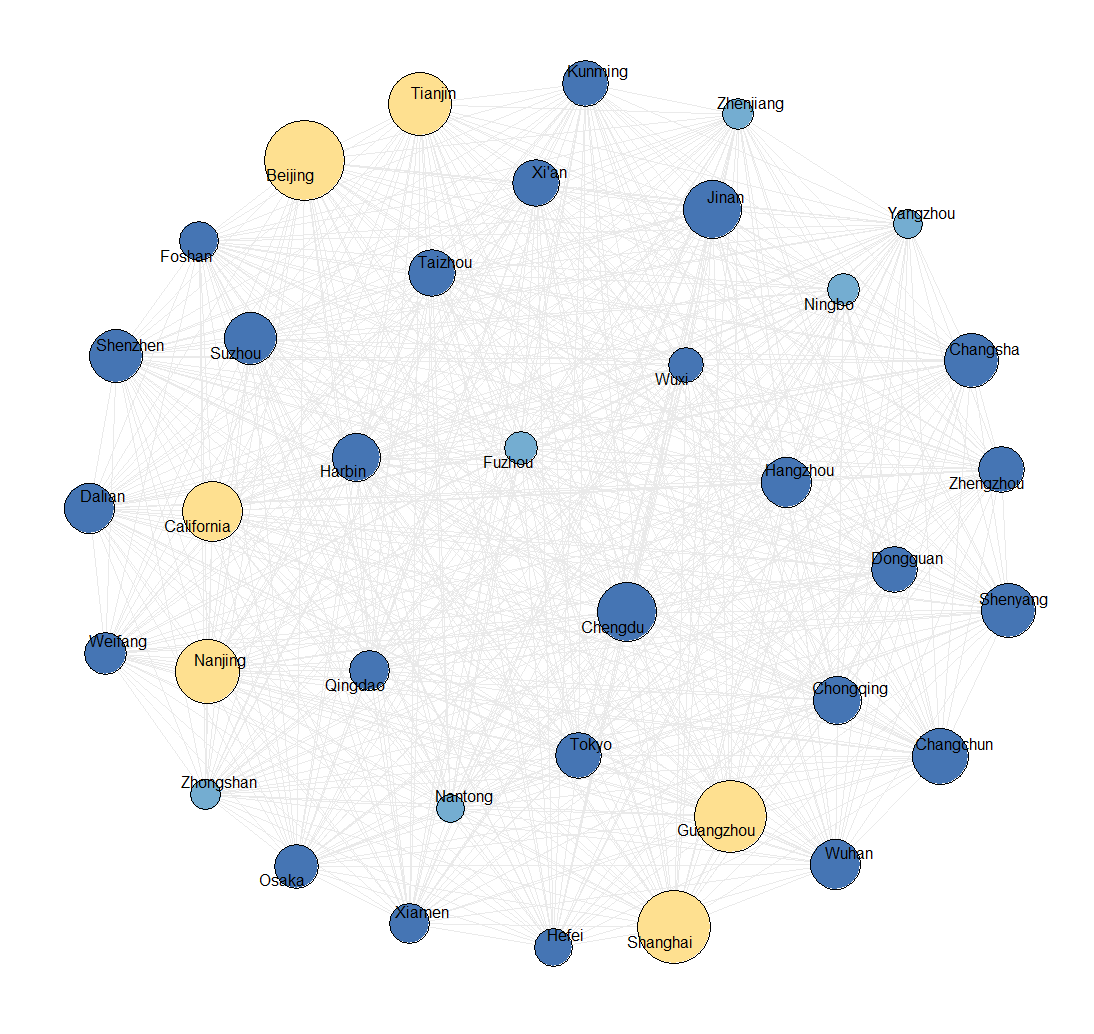 Kunming
Tianjin
Zhenjiang
Xi'an
Beijing
Jinan
Yangzhou
Foshan
Taizhou
Ningbo
Shenzhen
Suzhou
Changsha
Wuxi
Fuzhou
Harbin
Hangzhou
Zhengzhou
Dalian
California
Dongguan
Shenyang
Chengdu
Weifang
Nanjing
Qingdao
Chongqing
Tokyo
Changchun
Zhongshan
Nantong
Guangzhou
Wuhan
Osaka
Xiamen
Hefei
Shanghai